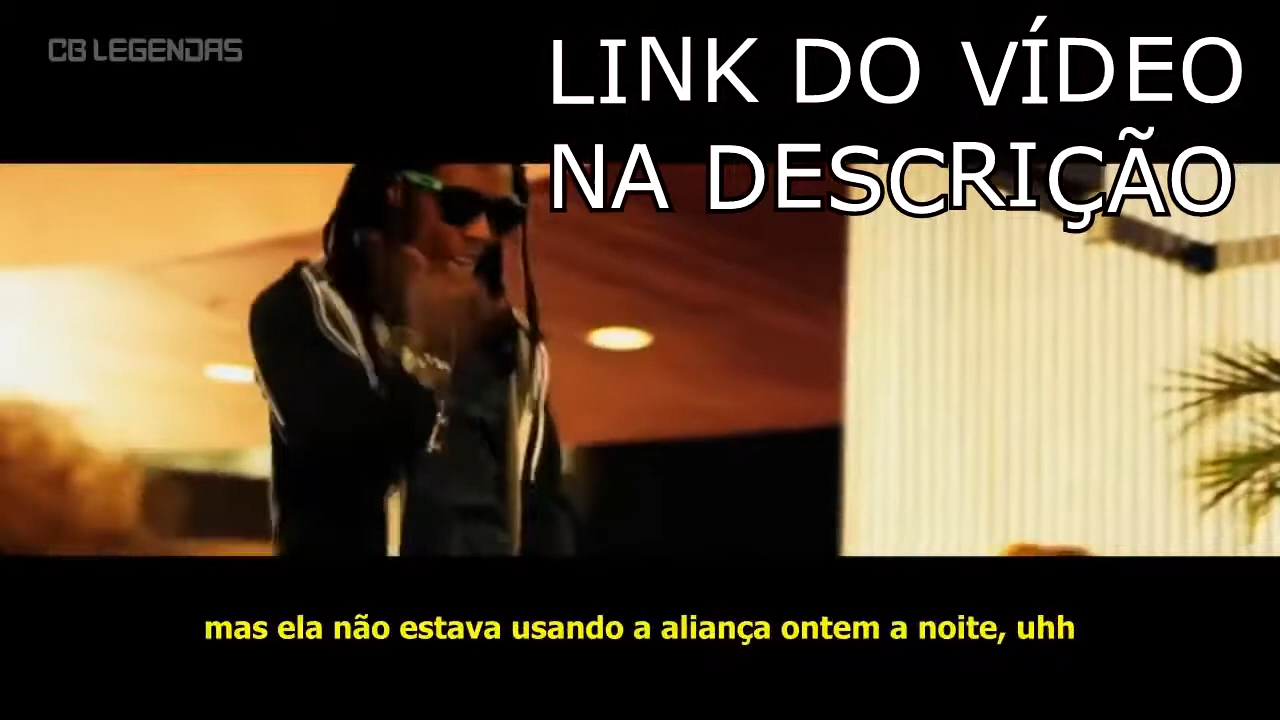 CB LEGENDAS
LINK DO VÍDEO
NA DESCRIÇÃO
mas ela não estava usando a aliança ontem a noite, uhh